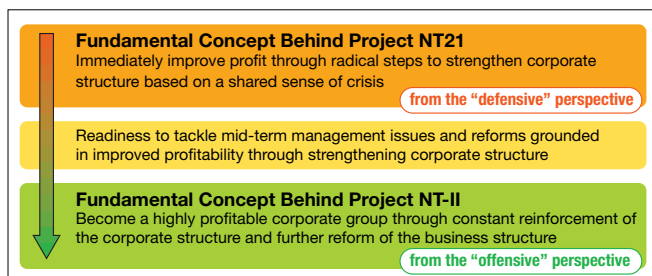 Fundamental Concept Behind Project NT21
Immediately improve profit through radical steps to strengthen corporate
structure based on a shared sense of crisis
from the “defensive” perspective
Readiness to tackle mid-term management issues and reforms grounded
in improved profitability through strengthening corporate structure
Fundamental Concept Behind Project NT-II
Become a highly profitable corporate group through constant reinforcement of
the corporate structure and further reform of the business structure
from the “offensive” perspective